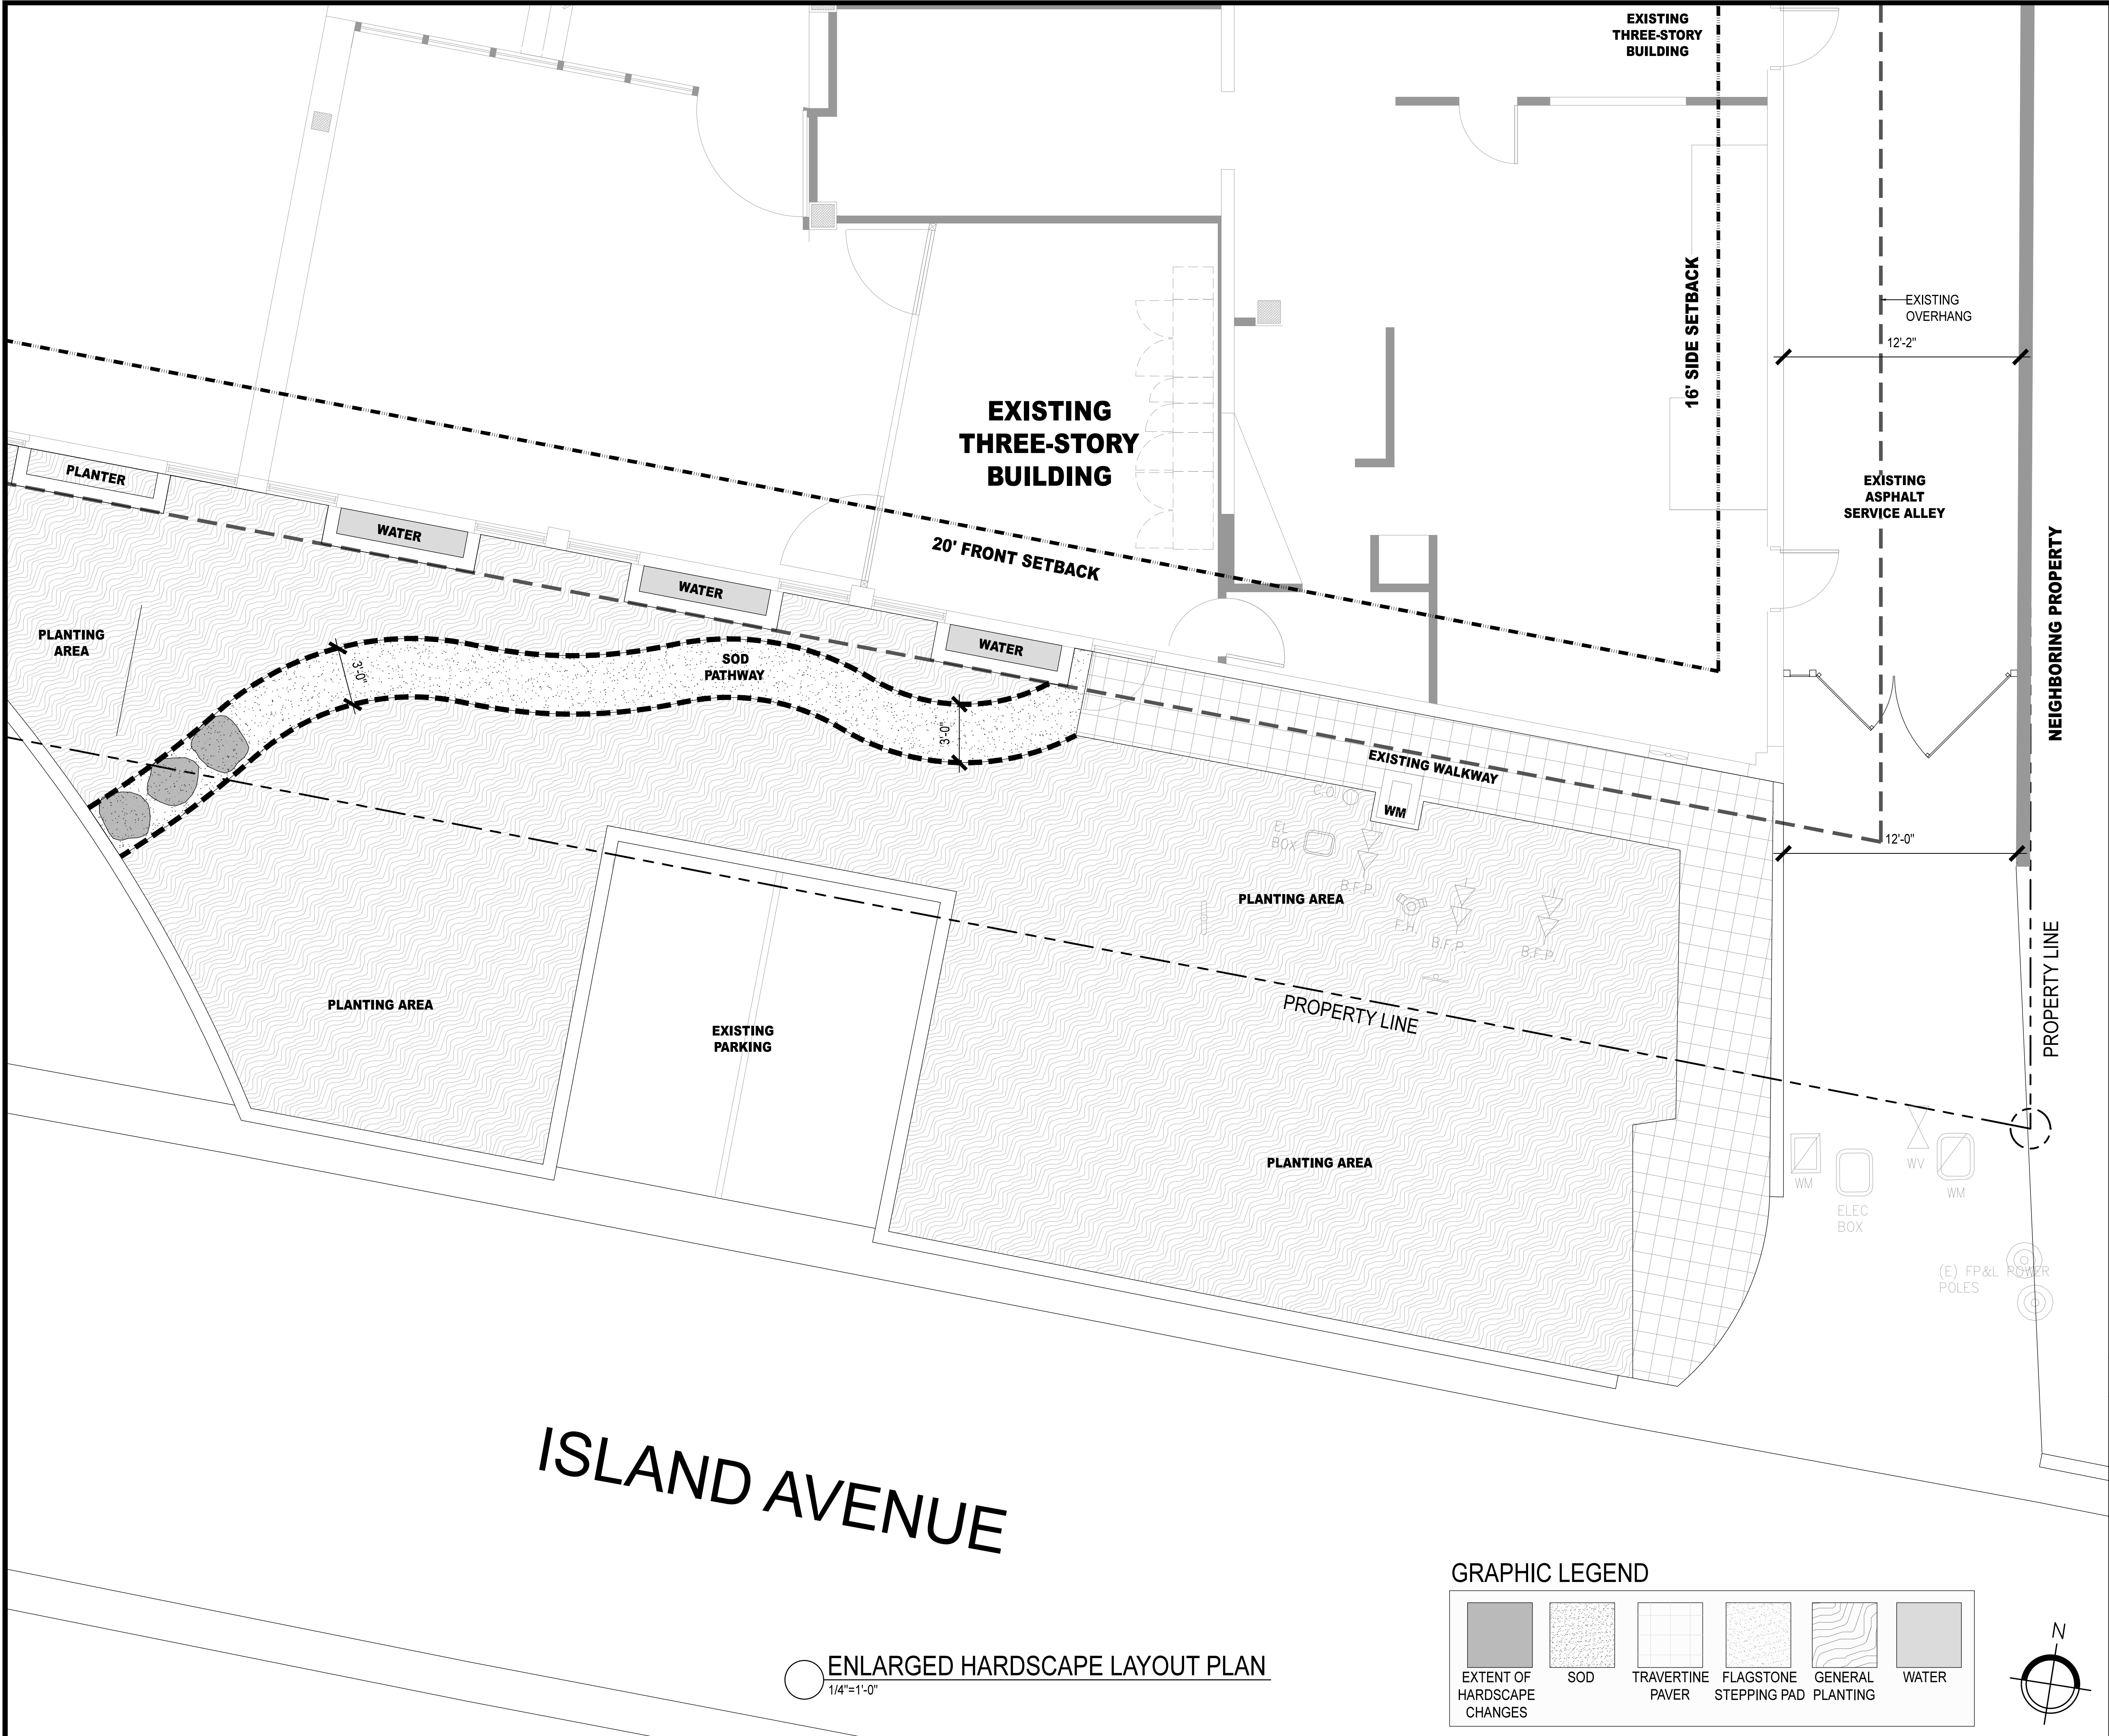 EXISTING
THREE-STORY
BUILDING
16' SIDE SETBACK
EXISTING
OVERHANG
12'-2"
EXISTING
THREE-STORY
BUILDING
PLANTER
WATER
20' FRONT SETBACK
EXISTING
ASPHALT
SERVICE ALLEY
NEIGHBORING PROPERTY
WATER
PLANTING
AREA
WATER
3'-0"
SOD
PATHWAY
3'-0"
EXISTING WALKWAY
C.O.
WM
EL
BOX
12'-0"
B.F.P.
PLANTING AREA
F.H.
B.F.P.
B.F.P.
PROPERTY LINE
PLANTING AREA
EXISTING
PARKING
PROPERTY LINE
PLANTING AREA
WM
ELEC
BOX
WV
WM
(E) FP&L POWER
POLES
ISLAND AVENUE
GRAPHIC LEGEND
EXTENT OF
HARDSCAPE
CHANGES
SOD
TRAVERTINE
PAVER
FLAGSTONE
STEPPING PAD
GENERAL
PLANTING
WATER
N
ENLARGED HARDSCAPE LAYOUT PLAN
1/4"=1'-0"